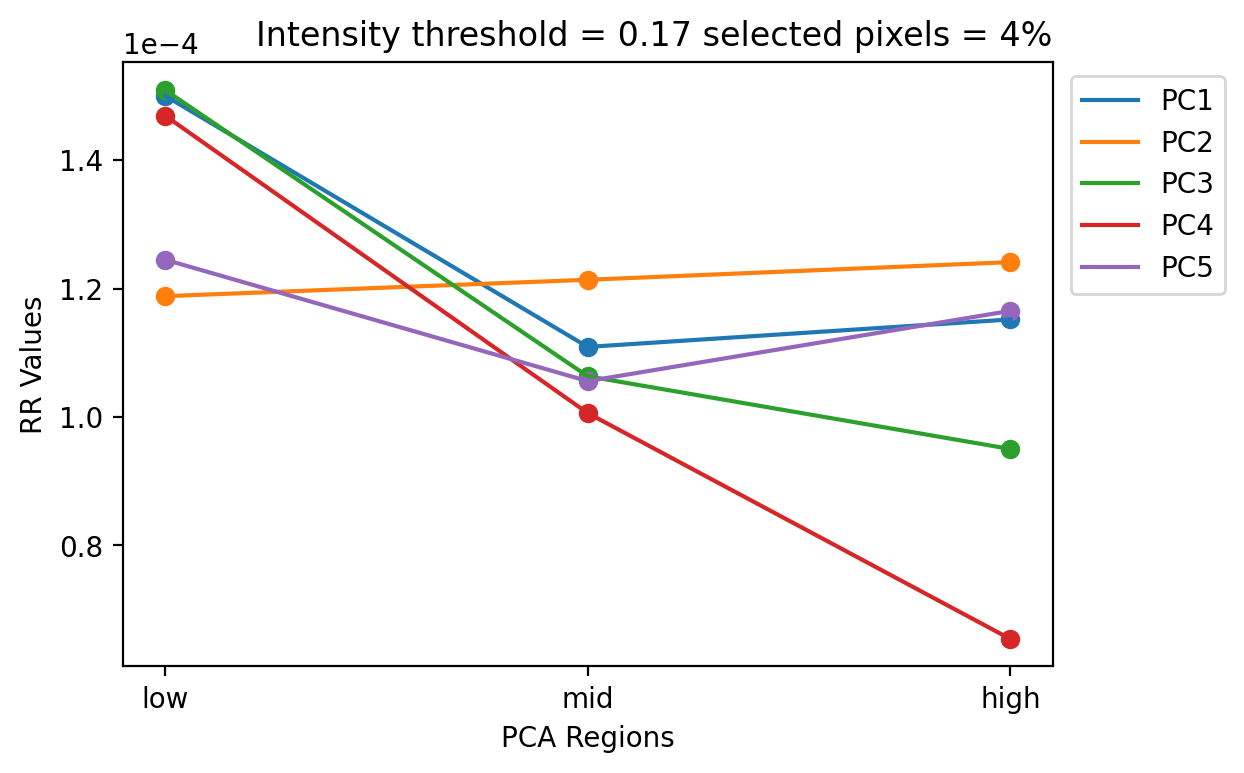 Intensity threshold = 0.17 selected pixels = 4%
1e−4
1.4
1.2
1.0
0.8
RR Values
low
mid
high
PCA Regions
PC1
PC2
PC3
PC4
PC5